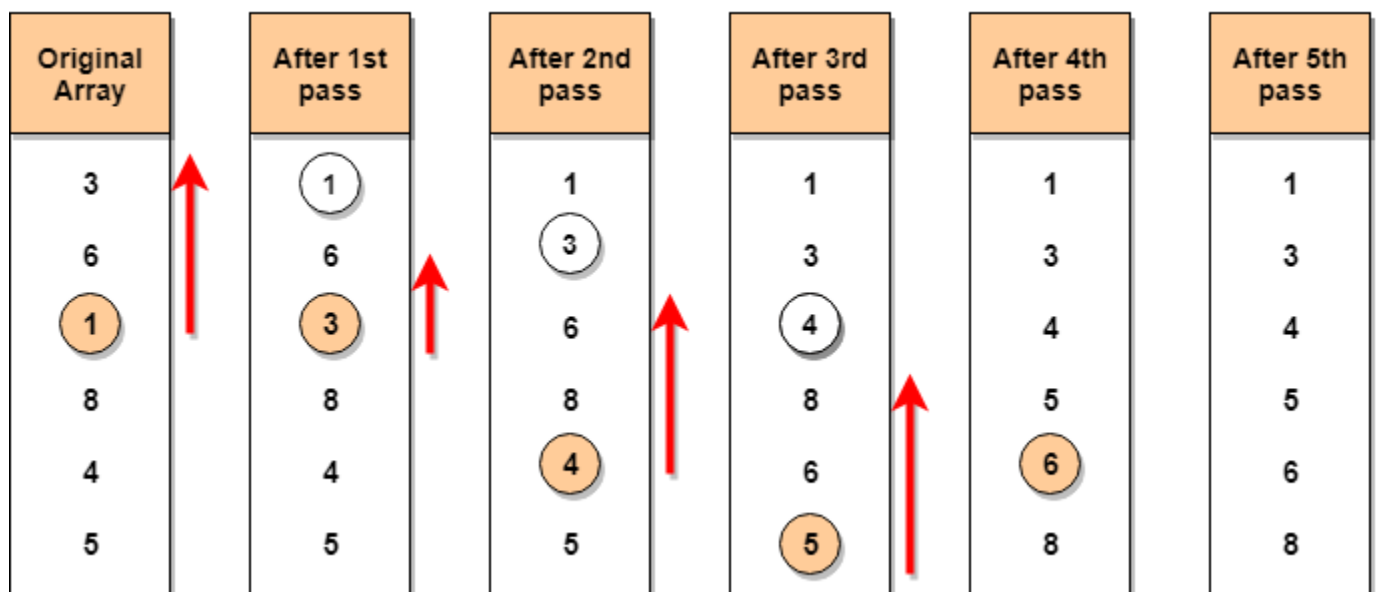 Original Array After 1st pass After 2nd pass After 3rd pass After 4th pass After 5th pass
3 1 1 1 1 1
6 6 3 3 3 3
1 3 6 4 4 4
8 8 8 8 5 5
4 4 4 6 6 6
5 5 5 5 8 8